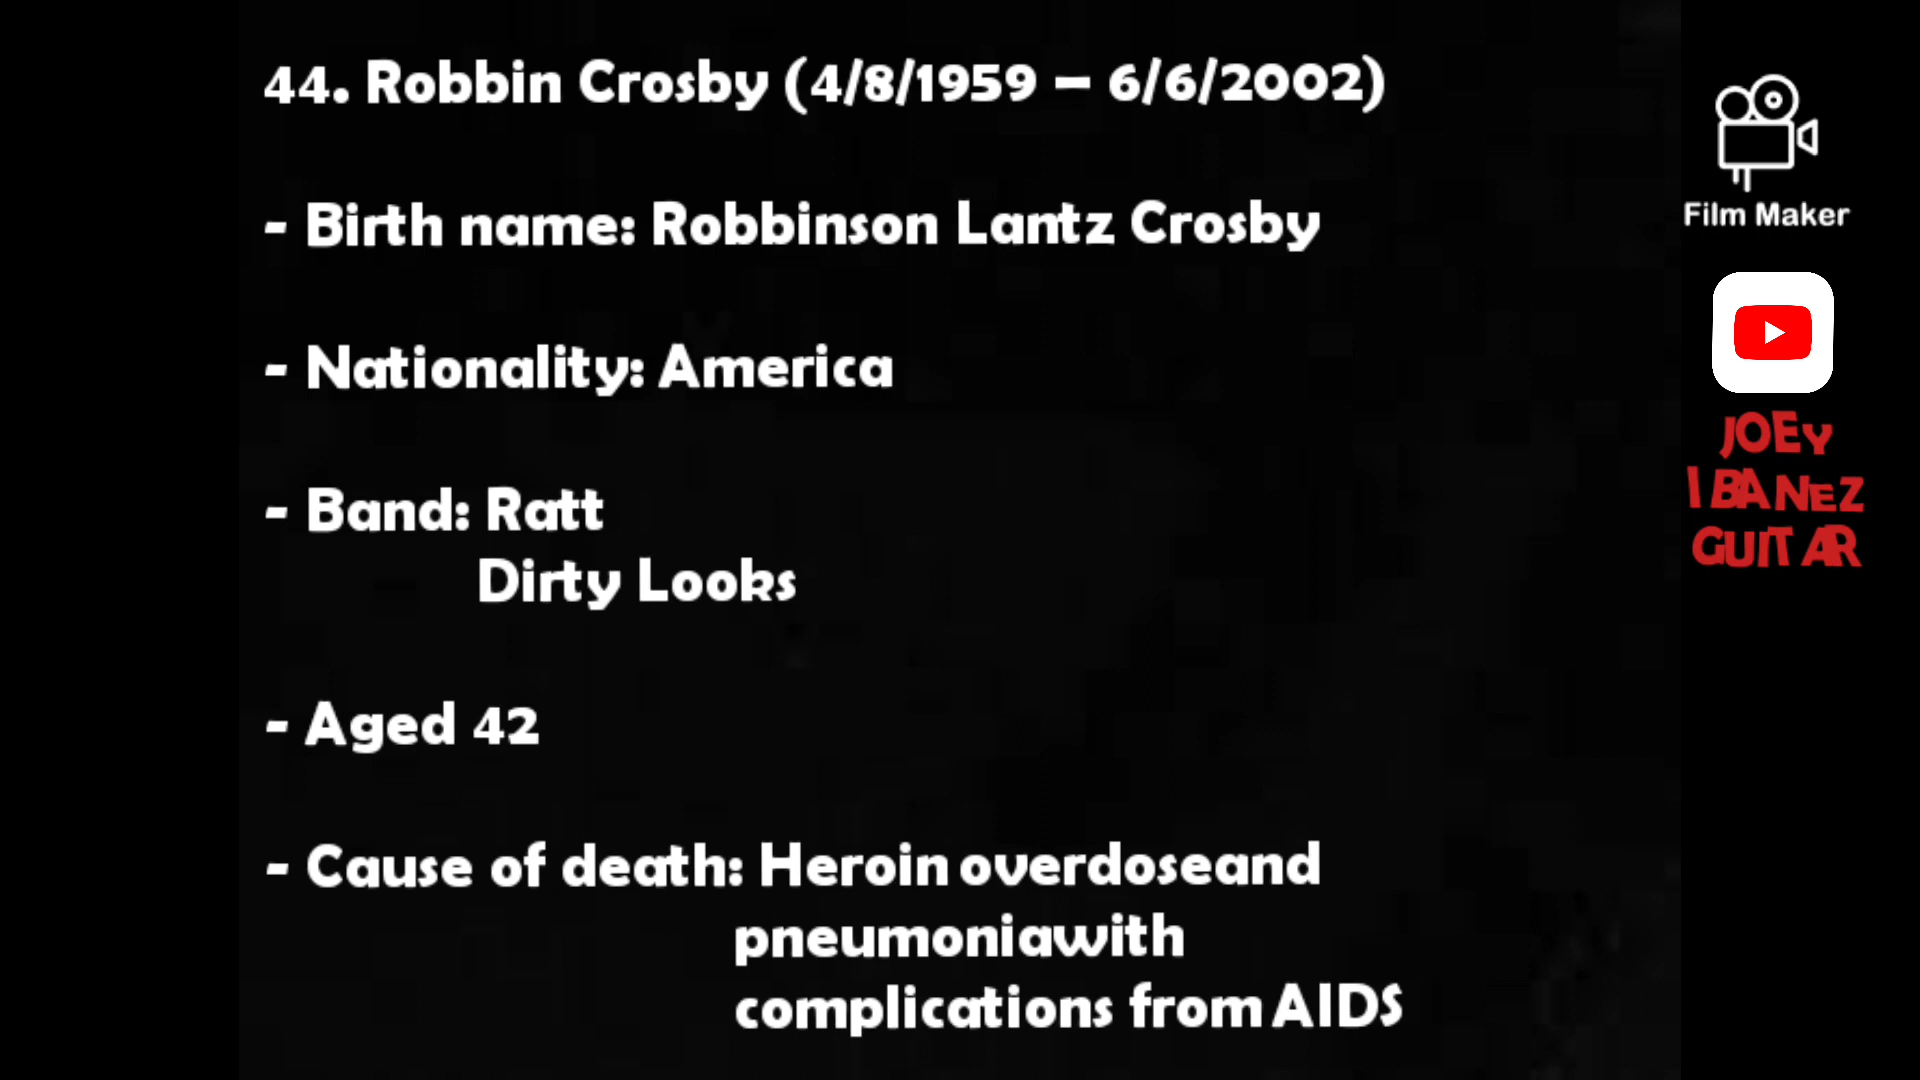 44. Robbin Crosby (4/8/1959 – 6/6/2002)
- Birth name: Robbinson Lantz Crosby
- Nationality: America
- Band: Ratt
Dirty Looks
- Aged 42
- Cause of death: Heroin overdoseand
pneumoniawith
complications from AIDS
Film Maker
JOEY
IBANEZ
GUITAR